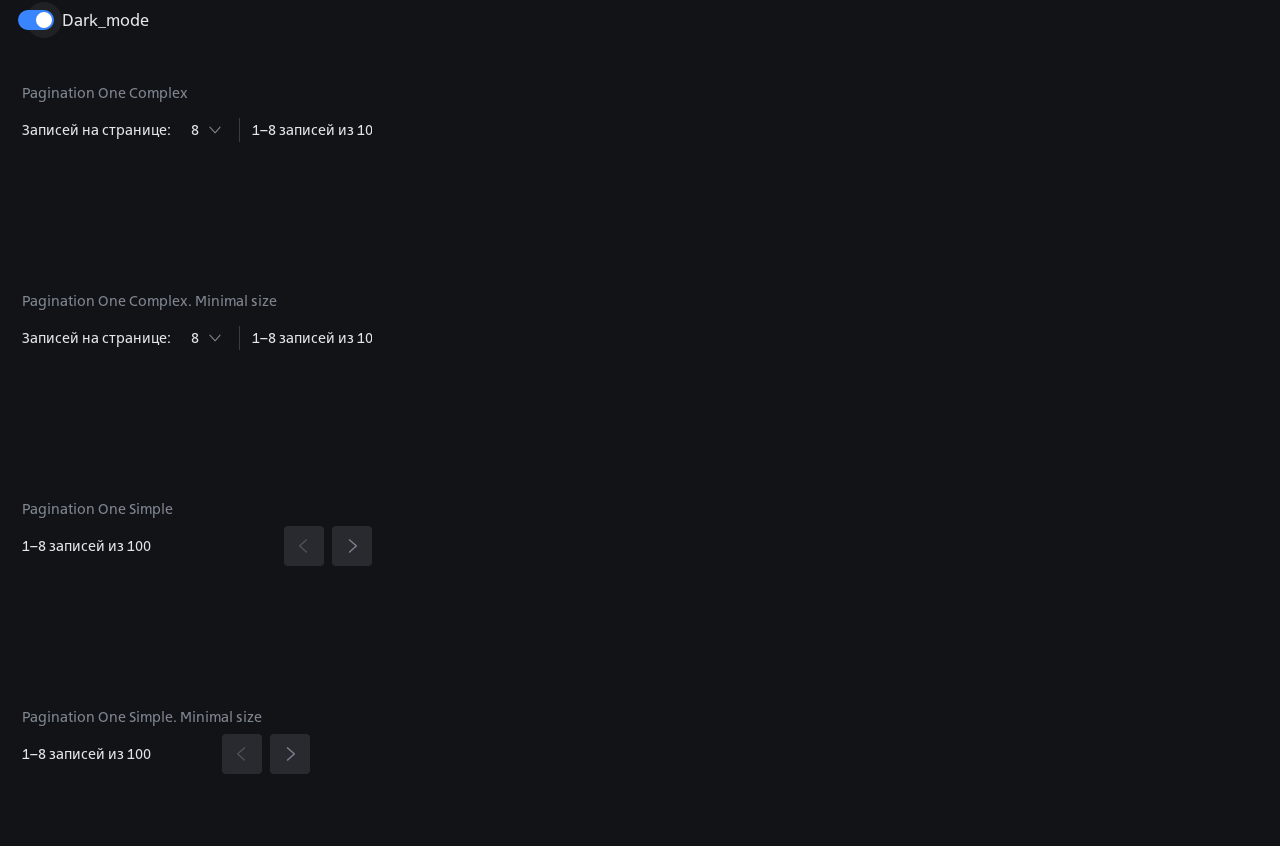 Dark_mode
Pagination One Complex
Записей на странице: 8 1–8 записей из 10
Pagination One Complex. Minimal size
Записей на странице: 8 1–8 записей из 10
Pagination One Simple
1–8 записей из 100
Pagination One Simple. Minimal size
1–8 записей из 100